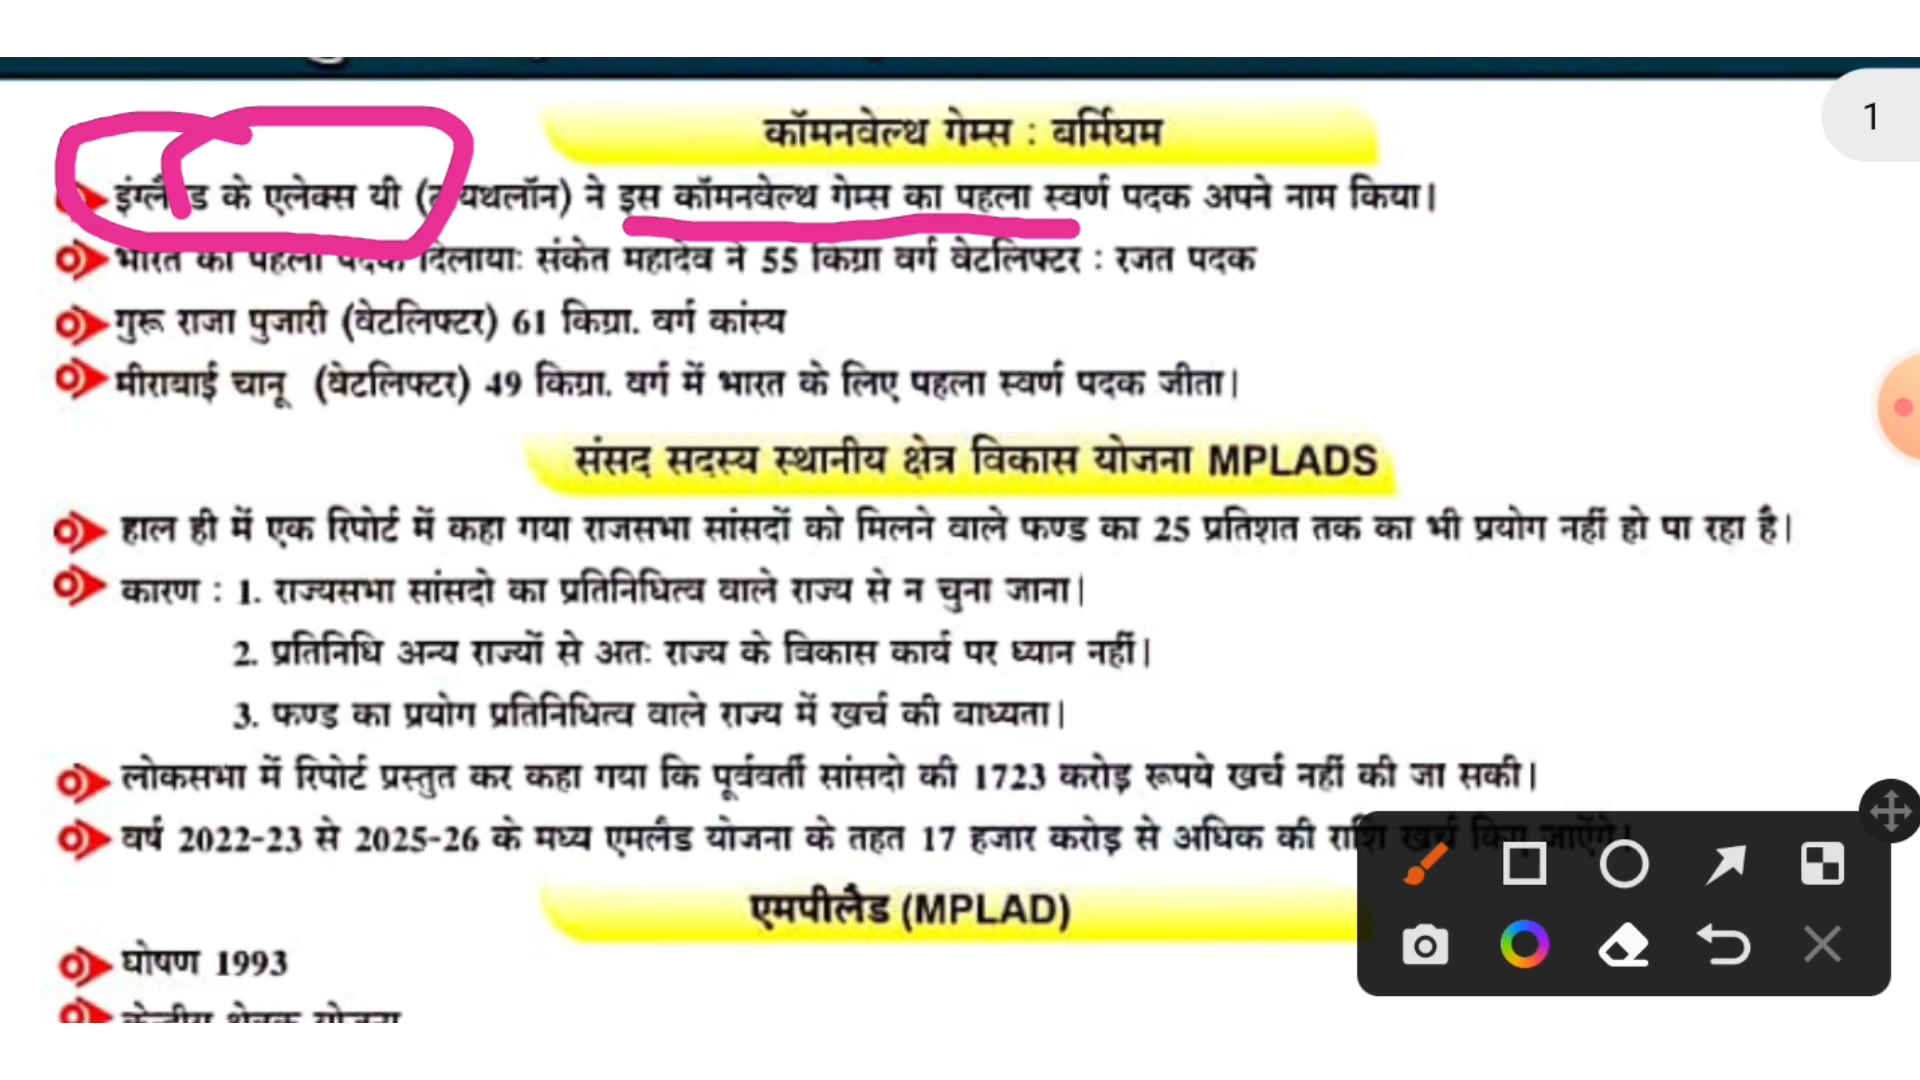 1
कॉमनवेल्थ गेम्स : बर्मिघम
इंग्लैंड के एलेक्स यी ने इस कॉमनवेल्थ गेम्स का पहला स्वर्ण पदक अपने नाम किया।
भारत को पहला पदक दिलायाः संकेत महादेव ने 55 किग्रा वर्ग वेटलिफ्टर : रजत पदक
गुरू राजा पुजारी (वेटलिफ्टर) 61 किग्रा. वर्ग कांस्य
मीराबाई चानू (वेटलिफ्टर) 49 किग्रा. वर्ग में भारत के लिए पहला स्वर्ण पदक जीता।
संसद सदस्य स्थानीय क्षेत्र विकास योजना MPLADS
हाल ही में एक रिपोर्ट में कहा गया राजसभा सांसदों को मिलने वाले फण्ड का 25 प्रतिशत तक का भी प्रयोग नहीं हो पा रहा है।
कारण : 1. राज्यसभा सांसदो का प्रतिनिधित्व वाले राज्य से न चुना जाना।
2. प्रतिनिधि अन्य राज्यों से अतः राज्य के विकास कार्य पर ध्यान नहीं।
3. फण्ड का प्रयोग प्रतिनिधित्व वाले राज्य में खर्च की बाध्यता।
लोकसभा में रिपोर्ट प्रस्तुत कर कहा गया कि पूर्ववर्ती सांसदो की 1723 करोड़ रूपये खर्च नहीं की जा सकी।
वर्ष 2022-23 से 2025-26 के मध्य एमलैंड योजना के तहत 17 हजार करोड़ से अधिक की राशि खर्च किए जाएंगे।
एमपीलैड (MPLAD)
घोषण 1993